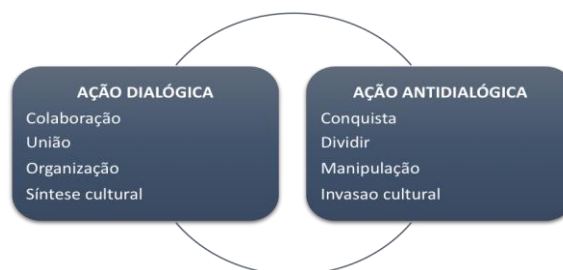 AÇÃO DIALÓGICA
Colaboração
União
Organização
Síntese cultural
AÇÃO ANTIDIALÓGICA
Conquista
Dividir
Manipulação
Invasao cultural